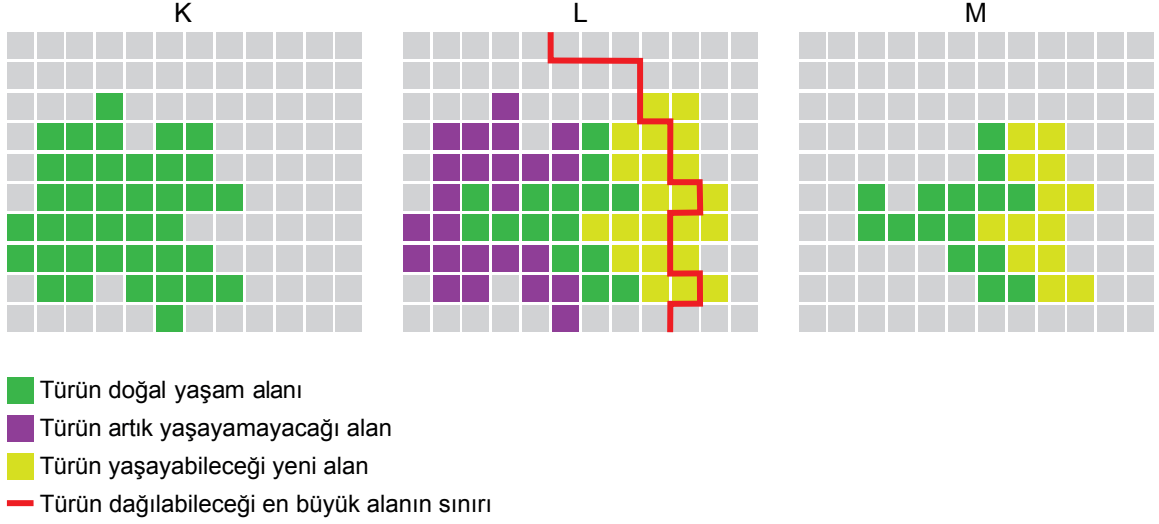 K L M
Türün doğal yaşam alanı
Türün artık yaşayamayacağı alan
Türün yaşayabileceği yeni alan
Türün dağılabileceği en büyük alanın sınırı